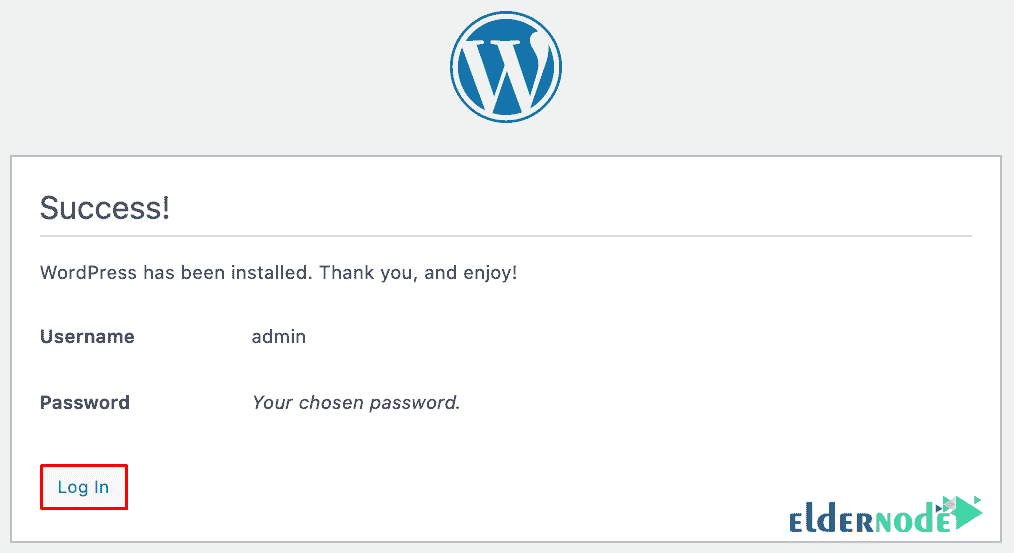 Success!
WordPress has been installed. Thank you, and enjoy!
Username admin
Password Your chosen password.
Log In
ELDERNODE